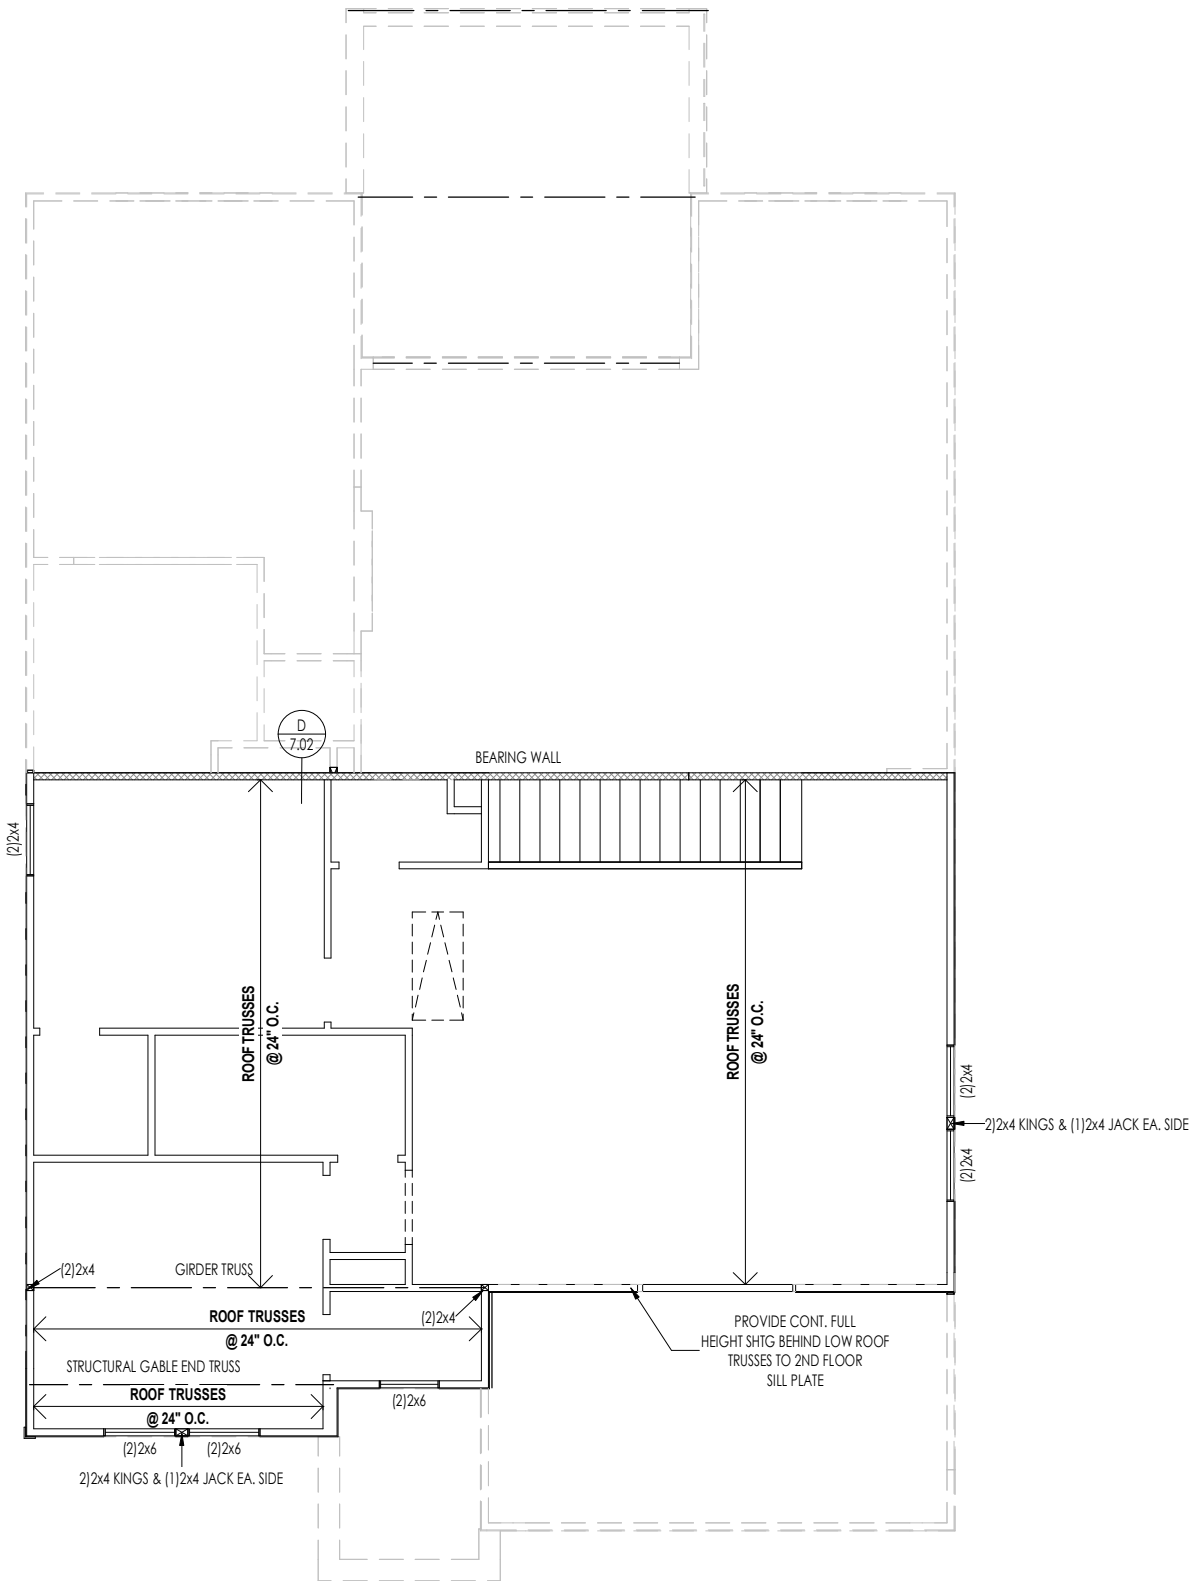 D
7.02
BEARING WALL
(2)2x4
ROOF TRUSSES
@ 24" O.C.
ROOF TRUSSES
@ 24" O.C.
(2)2x4
2)2x4 KINGS & (1)2x4 JACK EA. SIDE
(2)2x4
(2)2x4
GIRDER TRUSS
ROOF TRUSSES
@ 24" O.C.
(2)2x4
PROVIDE CONT. FULL
HEIGHT SHTG BEHIND LOW ROOF
TRUSSES TO 2ND FLOOR
SILL PLATE
STRUCTURAL GABLE END TRUSS
ROOF TRUSSES
@ 24" O.C.
(2)2x6
(2)2x6
(2)2x6
2)2x4 KINGS & (1)2x4 JACK EA. SIDE